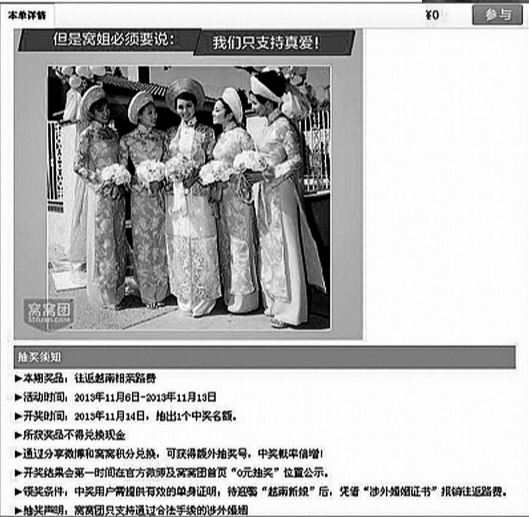 本单详情
¥0
参与
但是窝姐必须要说：
我们只支持真爱！
窝窝团
55tuan.com
抽奖须知
▶本期奖品：往返越南相亲路费
▶活动时间：2013年11月6日-2013年11月13日
▶开奖时间：2013年11月14日，抽出1个中奖名额。
▶所获奖品不得兑换现金
▶通过分享微博和窝窝积分兑换，可获得额外抽奖号，中奖概率倍增！
▶开奖结果会第一时间在官方微博及窝窝团首页“0元抽奖”位置公示。
▶领奖条件：中奖用户需提供有效的单身证明，待迎娶“越南新娘”后，凭借“涉外婚姻证书”报销往返路费。
▶抽奖声明：窝窝团只支持通过合法手续的涉外婚姻